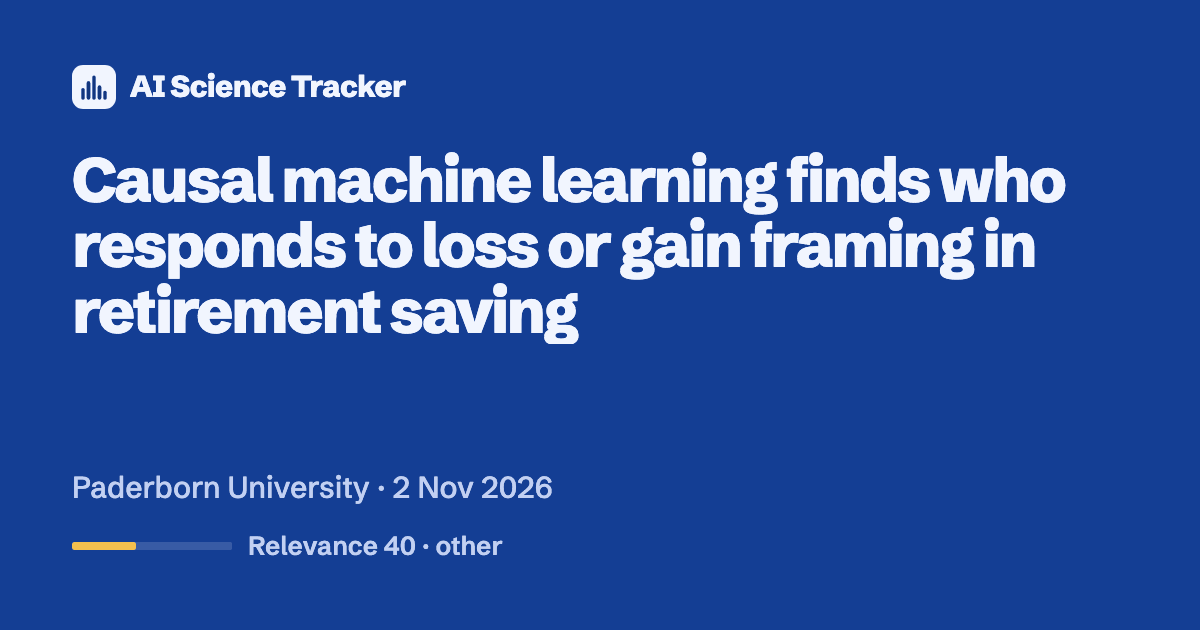 AI Science Tracker
Causal machine learning finds who
responds to loss or gain framing in
retirement saving
Paderborn University · 2 Nov 2026
Relevance 40 · other